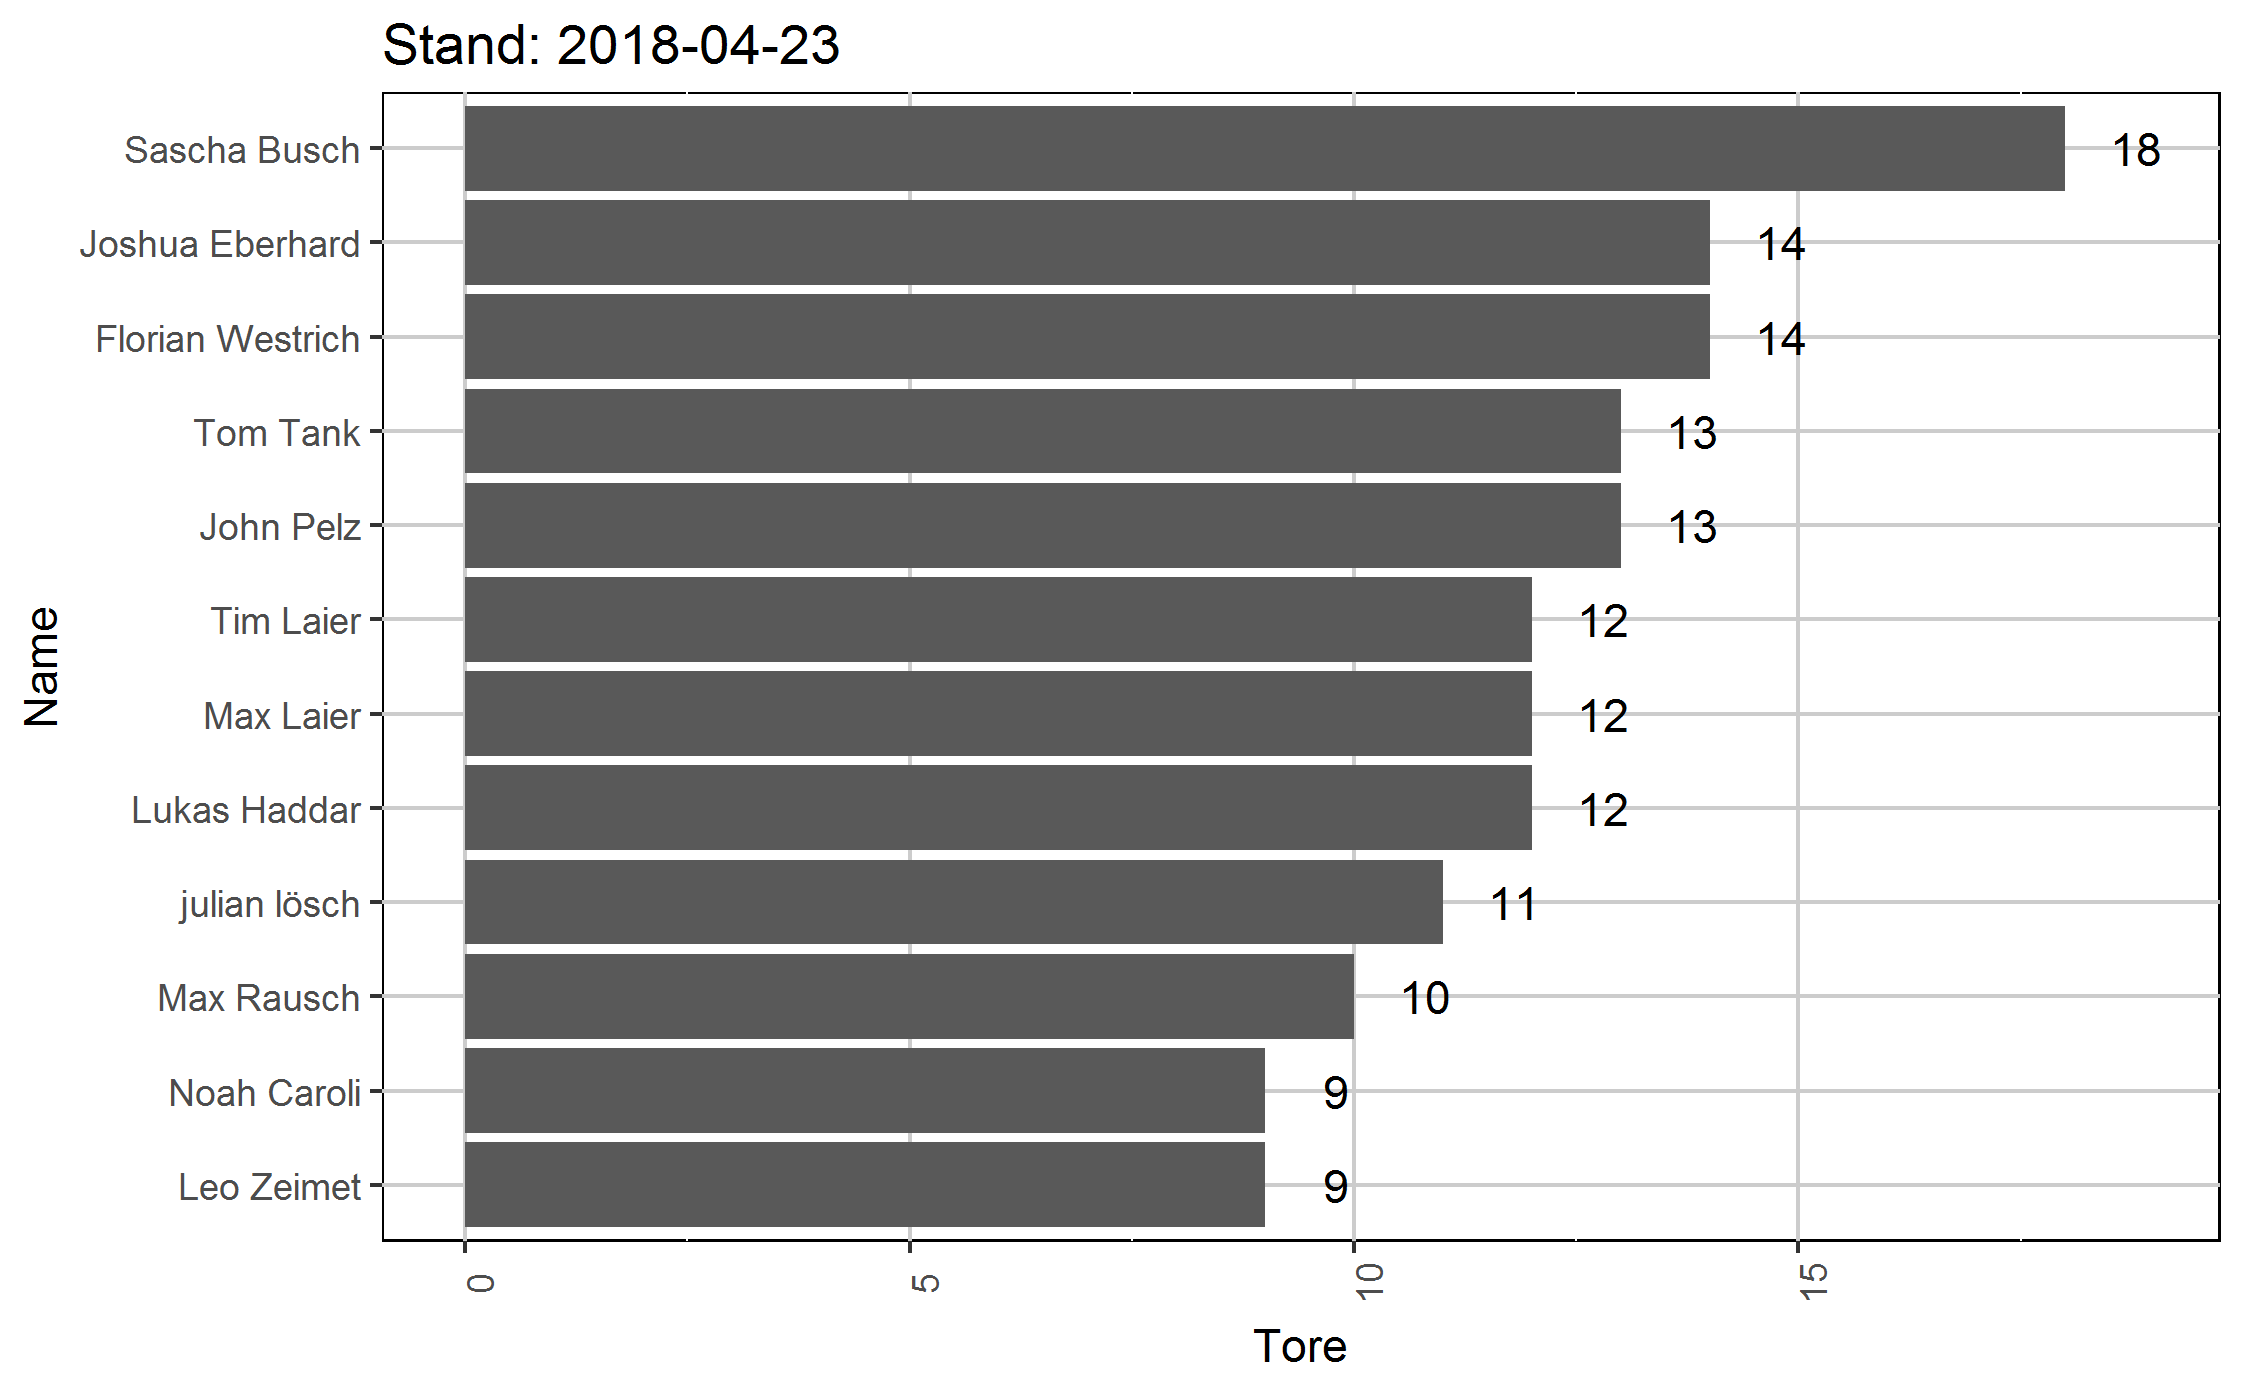 Stand: 2018-04-23
Name
Sascha Busch 18
Joshua Eberhard 14
Florian Westrich 14
Tom Tank 13
John Pelz 13
Tim Laier 12
Max Laier 12
Lukas Haddar 12
julian lösch 11
Max Rausch 10
Noah Caroli 9
Leo Zeimet 9
0 5 10 15
Tore